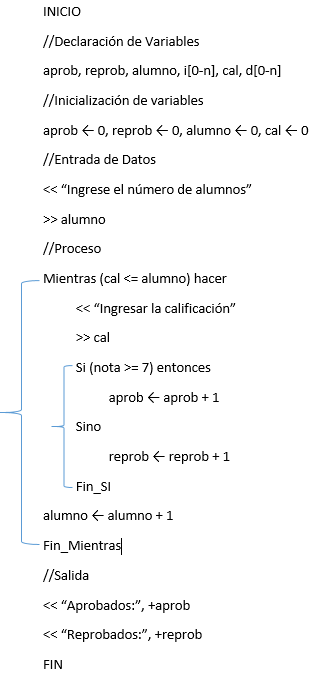 INICIO
//Declaración de Variables
aprob, reprob, alumno, i[0-n], cal, d[0-n]
//Inicialización de variables
aprob ← 0, reprob ← 0, alumno ← 0, cal ← 0
//Entrada de Datos
<< “Ingrese el número de alumnos”
>> alumno
//Proceso
Mientras (cal <= alumno) hacer
<< “Ingresar la calificación”
>> cal
Si (nota >= 7) entonces
aprob ← aprob + 1
Sino
reprob ← reprob + 1
Fin_SI
alumno ← alumno + 1
Fin_Mientras
//Salida
<< “Aprobados:”, +aprob
<< “Reprobados:”, +reprob
FIN